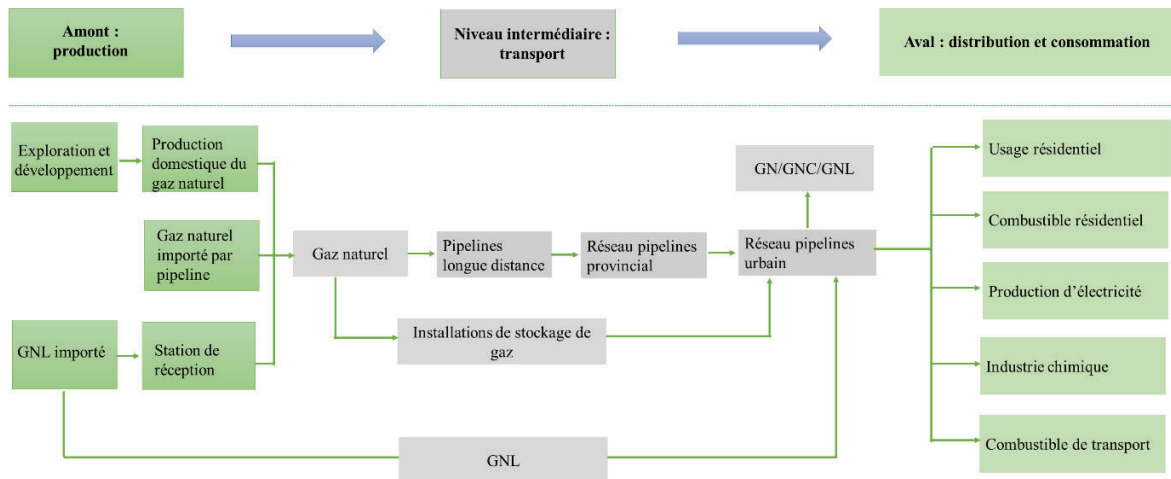 Amont :
production
Niveau intermédiaire :
transport
Aval : distribution et consommation
Exploration et
développement
Production
domestique du
gaz naturel
Gaz naturel
importé par
pipeline
GNL importé
Station de
réception
Gaz naturel
Pipelines
longue distance
Réseau pipelines
provincial
Réseau pipelines
urbain
GN/GNC/GNL
Installations de stockage de
gaz
GNL
Usage résidentiel
Combustible résidentiel
Production d’électricité
Industrie chimique
Combustible de transport